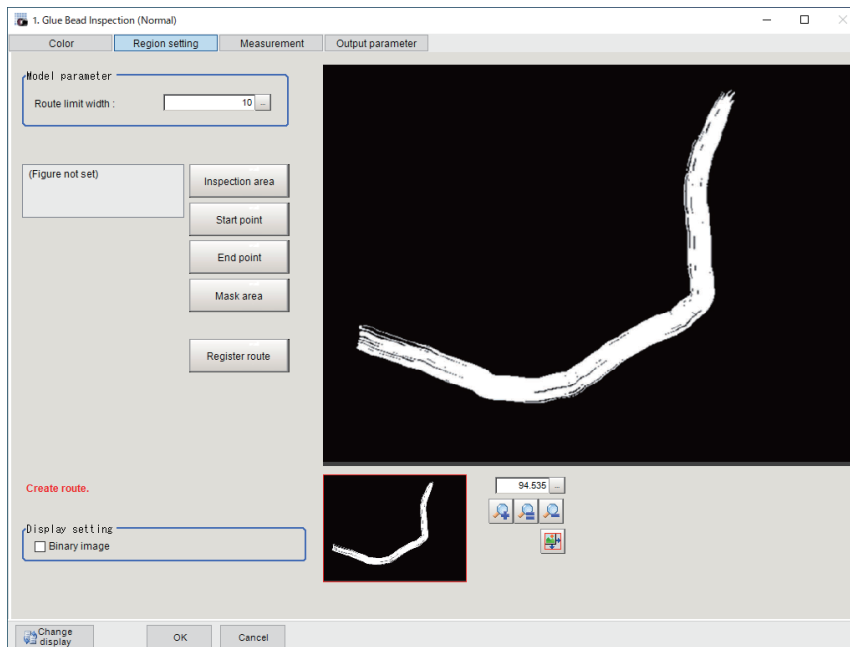 1. Glue Bead Inspection (Normal)
Color Region setting Measurement Output parameter
Model parameter
Route limit width : 10 ...
(Figure not set)
Inspection area
Start point
End point
Mask area
Register route
Create route.
94.535 ...
Display setting
Binary image
Change display OK Cancel